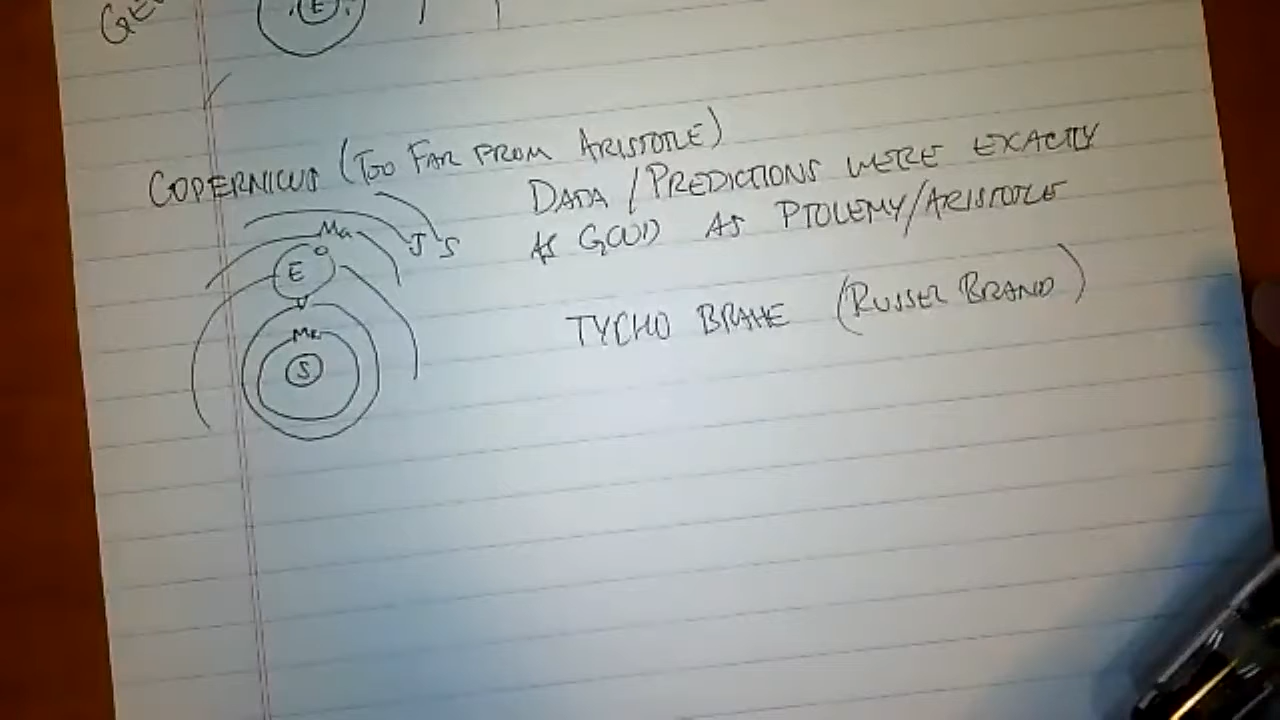 E
COPERNICUS (TOO FAR FROM ARISTOTLE)
DATA / PREDICTIONS WERE EXACTLY
AS GOOD AS PTOLEMY/ARISTOTLE
Ma
J S
E
V
Me
S
TYCHO BRAHE (RUSSEL BRAND)